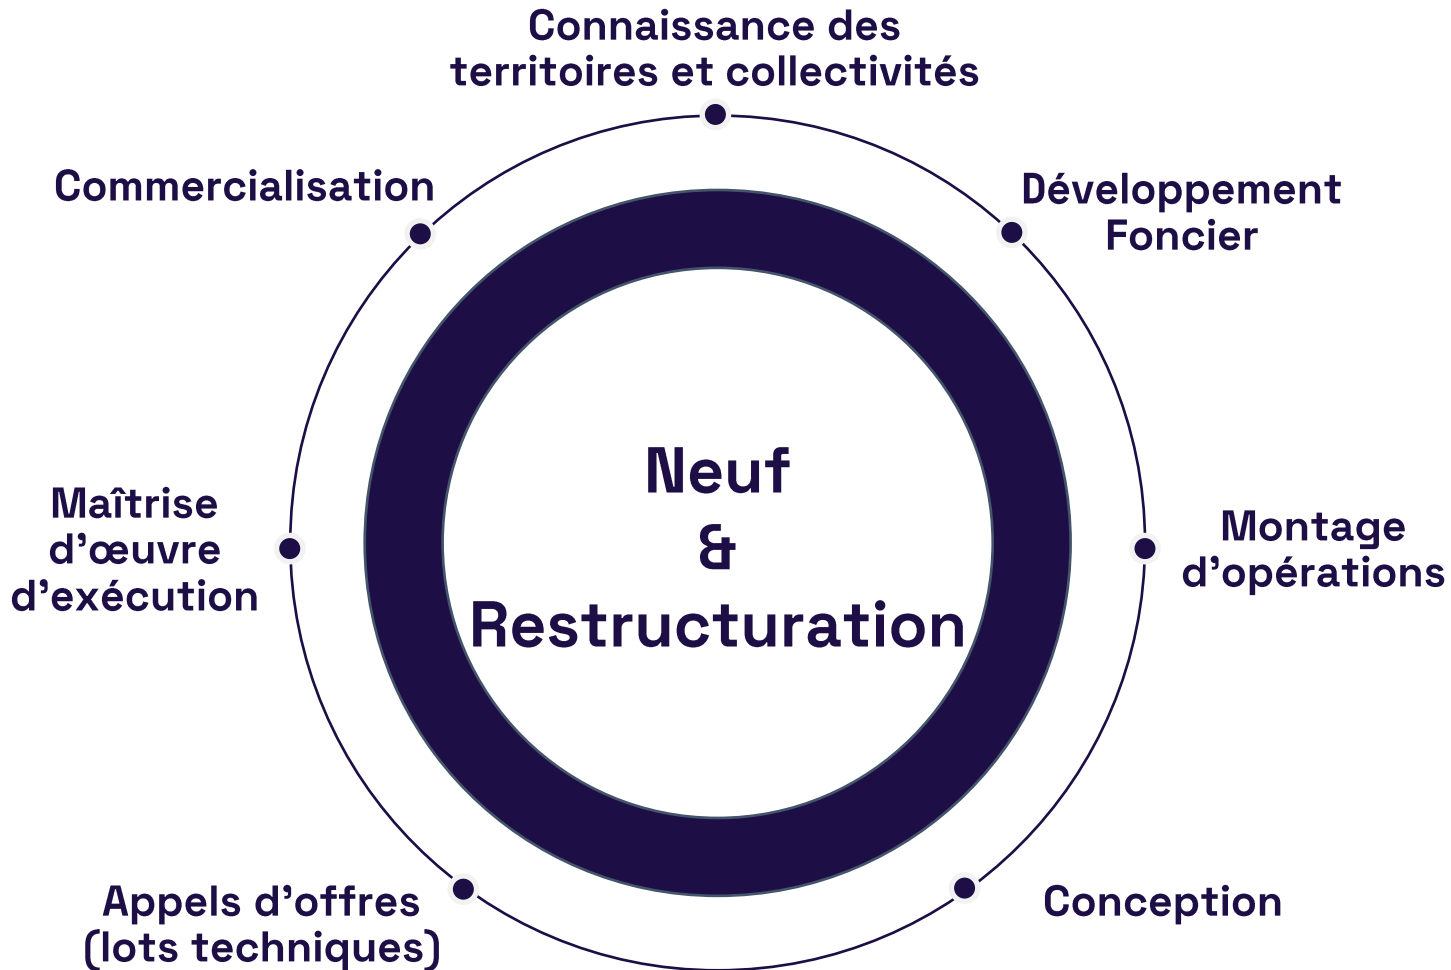 Connaissance des
territoires et collectivités
Commercialisation
Développement
Foncier
Neuf
&
Restructuration
Maîtrise
d’œuvre
d’exécution
Montage
d’opérations
Appels d’offres
(lots techniques)
Conception